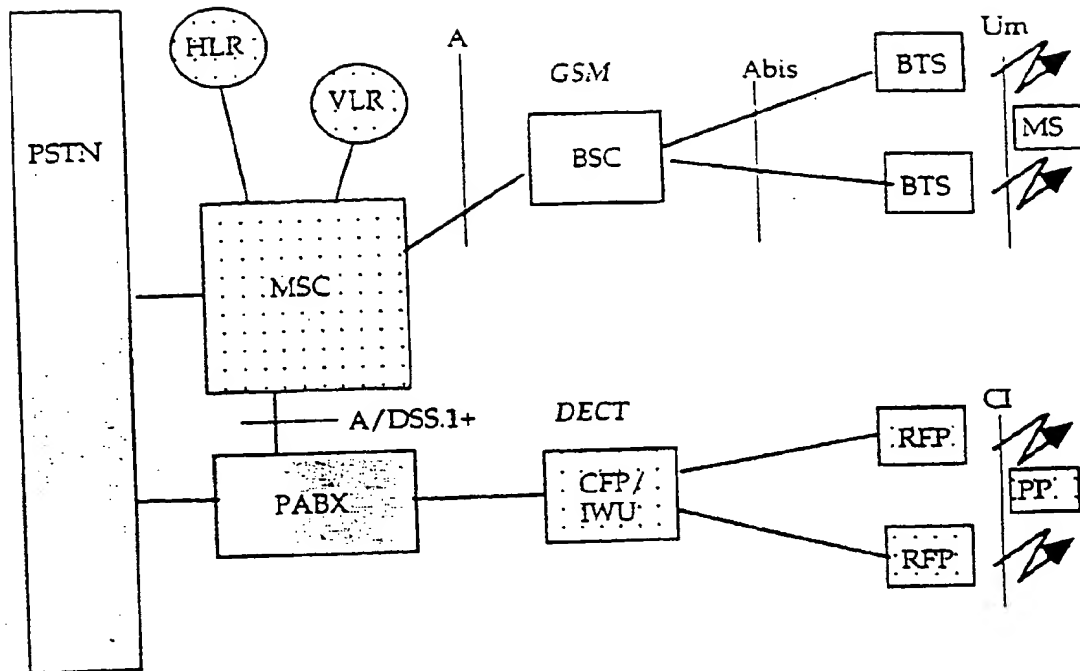 HLR
A
Um
GSM
Abis
BTS
VLR
PSTN
BSC
MS
BTS
MSC
A/DSS.1+
DECT
CI
RFP
CFP/
IWU
PP
PABX
RFP